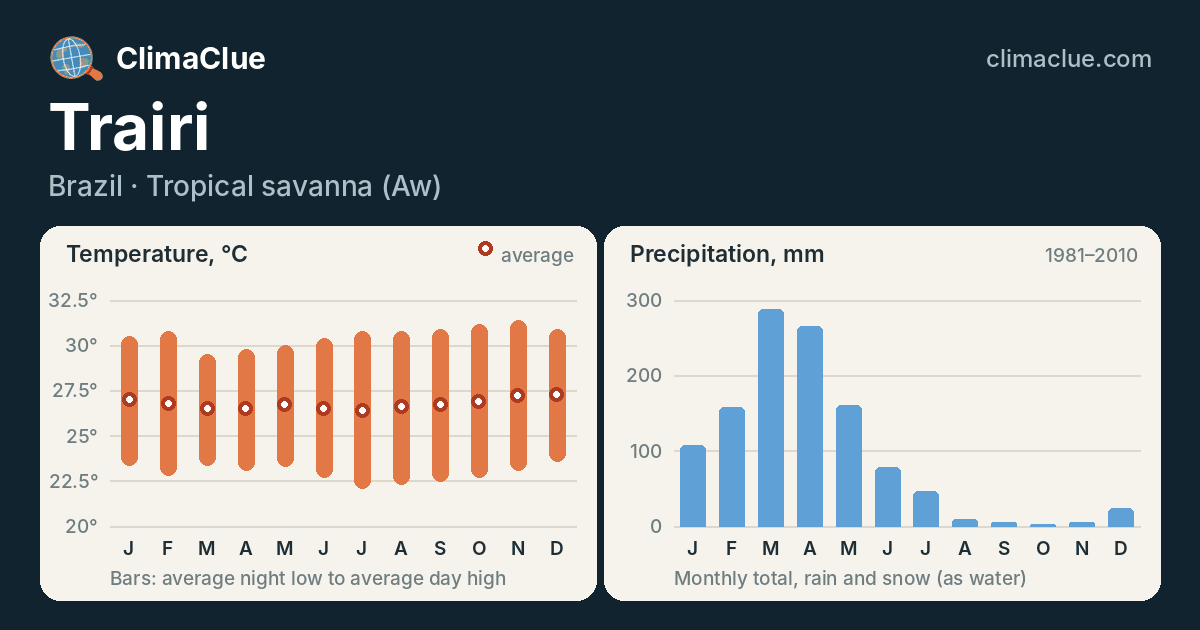 ClimaClue
climaclue.com
Trairi
Brazil · Tropical savanna (Aw)
Temperature, °C
average
32.5°
30°
27.5°
25°
22.5°
20°
J F M A M J J A S O N D
Bars: average night low to average day high
Precipitation, mm
1981–2010
300
200
100
0
J F M A M J J A S O N D
Monthly total, rain and snow (as water)